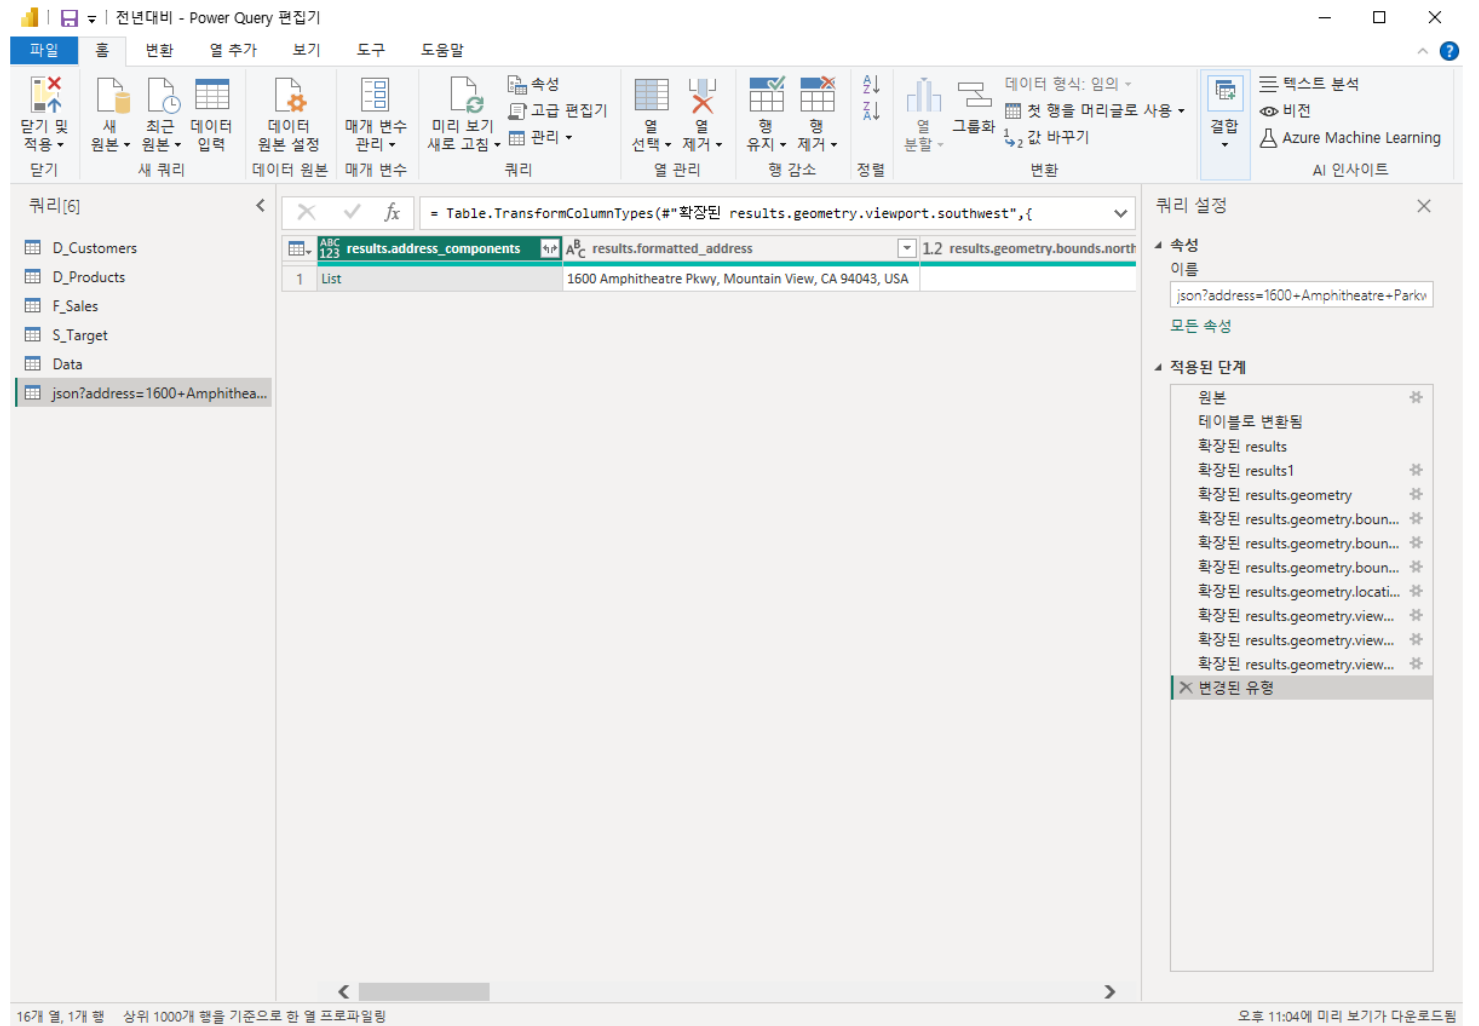 전년대비 - Power Query 편집기
파일 홈 변환 열 추가 보기 도구 도움말
닫기 및 적용
닫기
새 원본
최근 원본
데이터 입력
새 쿼리
데이터 원본 설정
데이터 원본
매개 변수 관리
매개 변수
미리 보기 새로 고침
속성
고급 편집기
관리
쿼리
열 선택
열 제거
열 관리
행 유지
행 제거
행 감소
정렬
열 분할
그룹화
데이터 형식: 임의
첫 행을 머리글로 사용
값 바꾸기
변환
결합
텍스트 분석
비전
Azure Machine Learning
AI 인사이트
쿼리[6]
D_Customers
D_Products
F_Sales
S_Target
Data
json?address=1600+Amphithea...
fx = Table.TransformColumnTypes(#"확장된 results.geometry.viewport.southwest",{
ABC 123 results.address_components ABC results.formatted_address 1.2 results.geometry.bounds.north
1 List 1600 Amphitheatre Pkwy, Mountain View, CA 94043, USA
쿼리 설정
속성
이름
json?address=1600+Amphitheatre+Parkw
모든 속성
적용된 단계
원본
테이블로 변환됨
확장된 results
확장된 results1
확장된 results.geometry
확장된 results.geometry.boun...
확장된 results.geometry.boun...
확장된 results.geometry.boun...
확장된 results.geometry.locati...
확장된 results.geometry.view...
확장된 results.geometry.view...
확장된 results.geometry.view...
변경된 유형
16개 열, 1개 행 상위 1000개 행을 기준으로 한 열 프로파일링
오후 11:04에 미리 보기가 다운로드됨